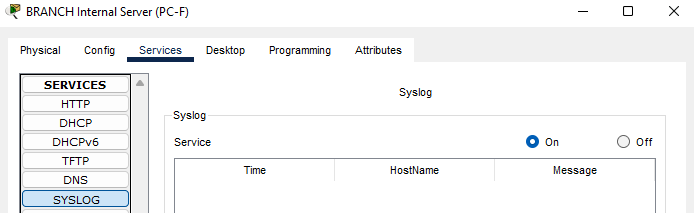 BRANCH Internal Server (PC-F)
Physical Config Services Desktop Programming Attributes
SERVICES
HTTP
DHCP
DHCPv6
TFTP
DNS
SYSLOG
Syslog
Syslog
Service On Off
Time HostName Message